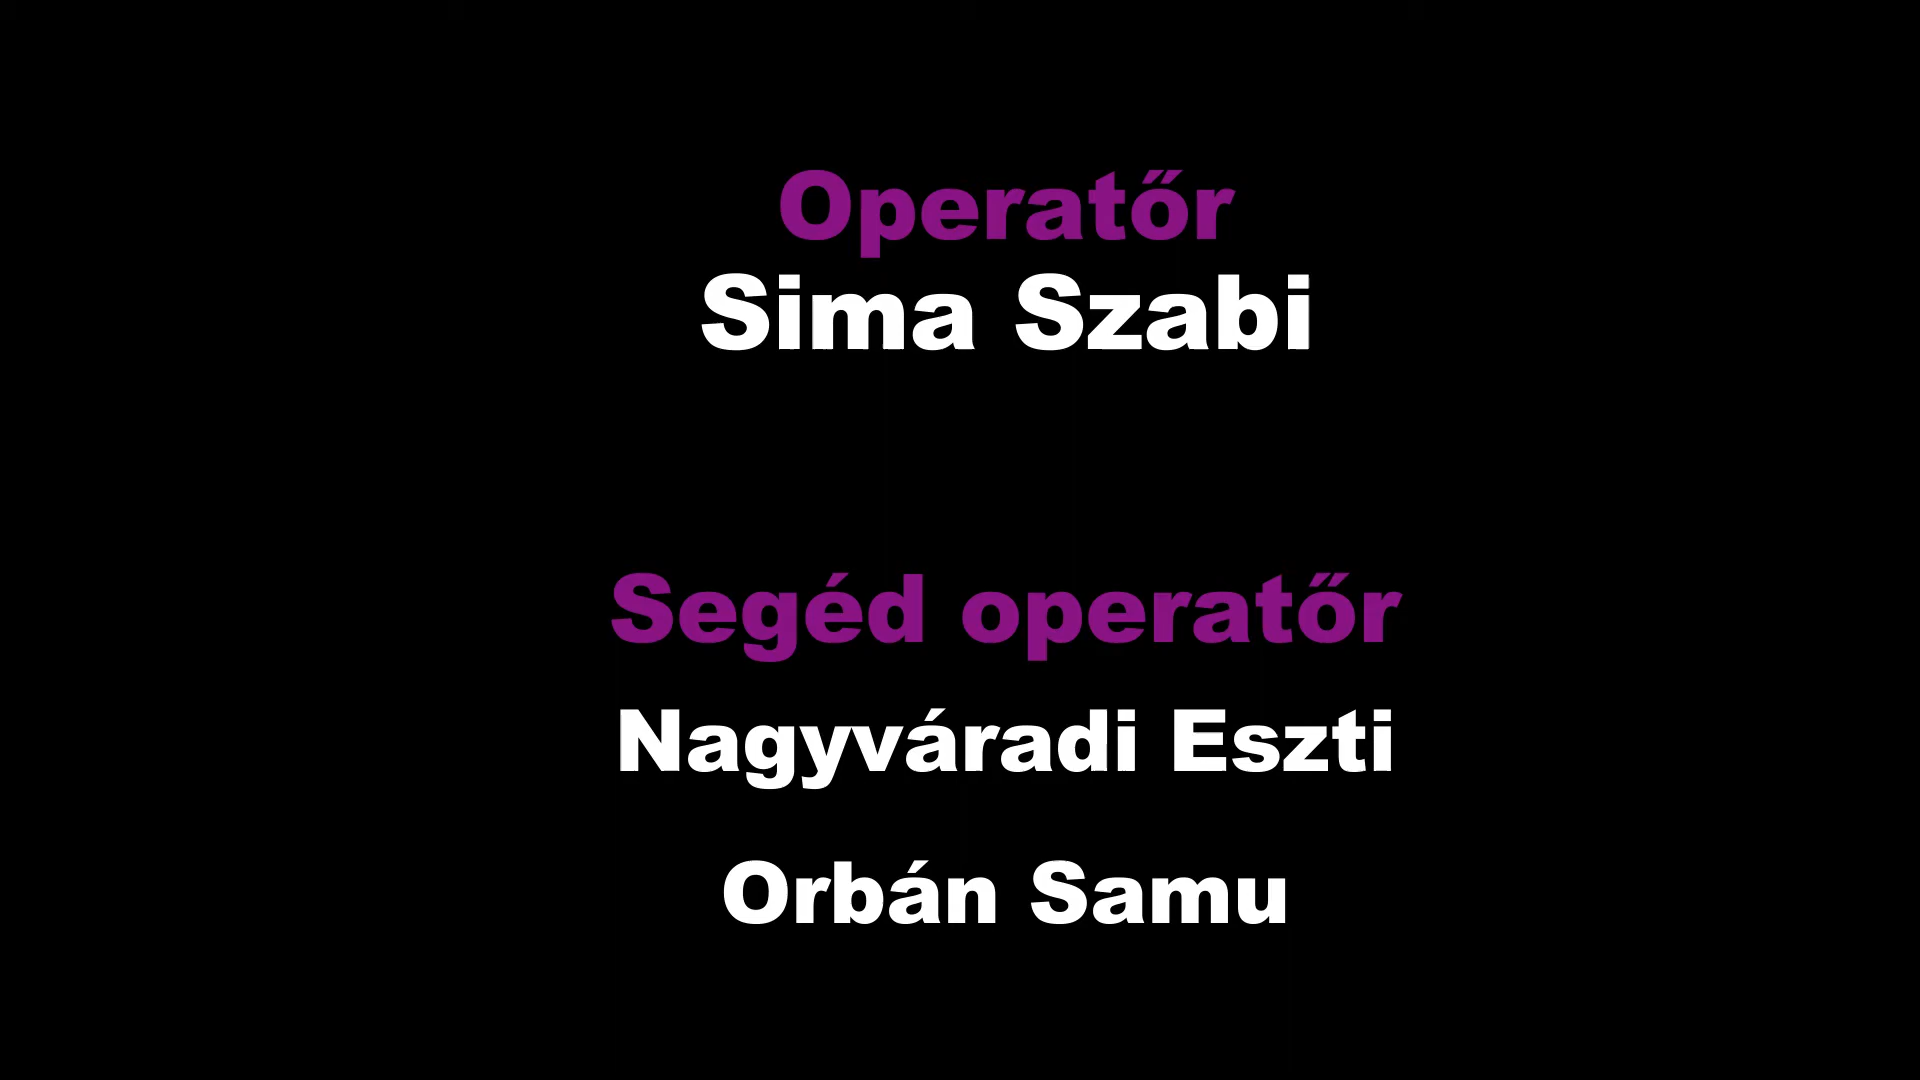 Operatőr
Sima Szabi
Segéd operatőr
Nagyváradi Eszti
Orbán Samu